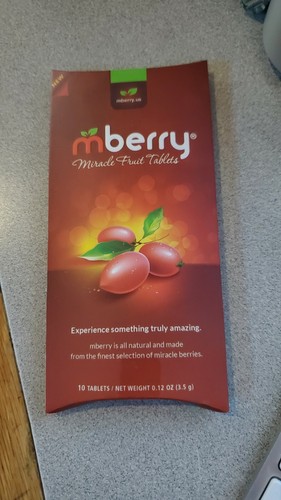 mberry.co
mberry®
Miracle Fruit Tablets
Experience something truly amazing.
mberry is all natural and made
from the finest selection of miracle berries.
10 TABLETS / NET WEIGHT 0.12 OZ (3.5 g)